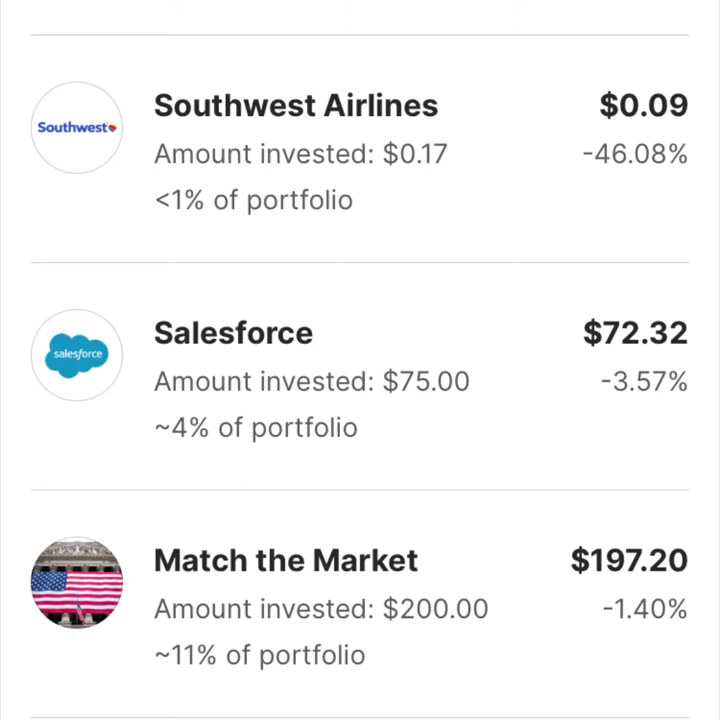 Southwest
Southwest Airlines
$0.09
Amount invested: $0.17
-46.08%
<1% of portfolio
salesforce
Salesforce
$72.32
Amount invested: $75.00
-3.57%
~4% of portfolio
Match the Market
$197.20
Amount invested: $200.00
-1.40%
~11% of portfolio